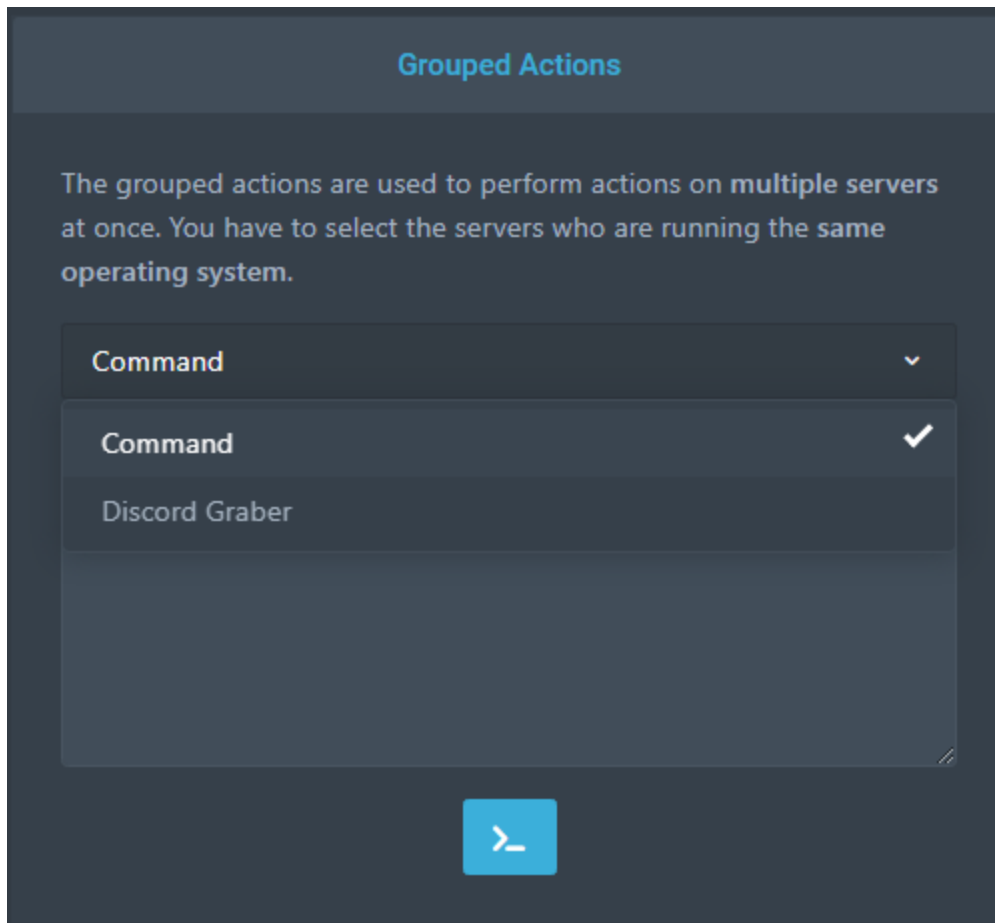 Grouped Actions
The grouped actions are used to perform actions on multiple servers
at once. You have to select the servers who are running the same
operating system.
Command
Command
Discord Graber